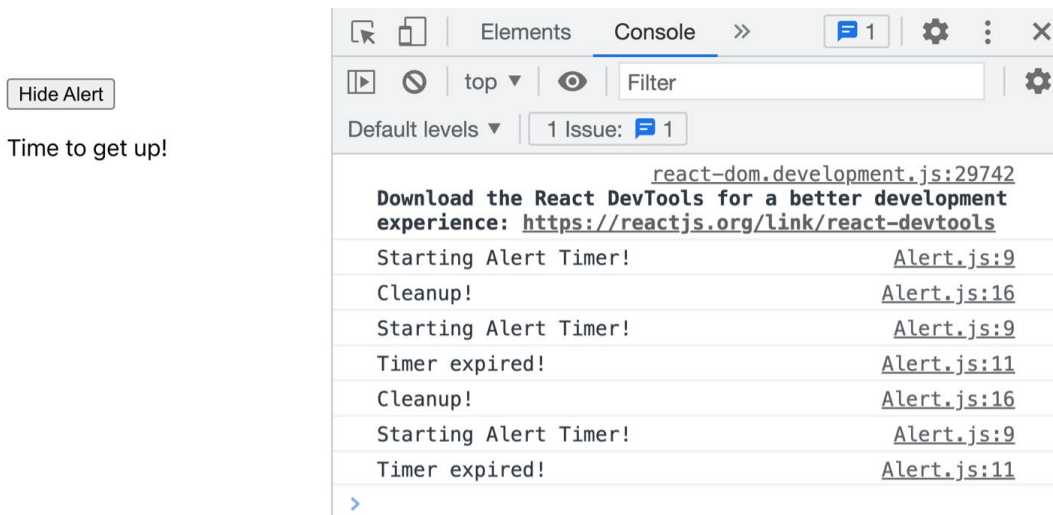 Hide Alert
Time to get up!
Elements Console 1
top Filter
Default levels 1 Issue: 1
react-dom.development.js:29742
Download the React DevTools for a better development
experience: https://reactjs.org/link/react-devtools
Starting Alert Timer! Alert.js:9
Cleanup! Alert.js:16
Starting Alert Timer! Alert.js:9
Timer expired! Alert.js:11
Cleanup! Alert.js:16
Starting Alert Timer! Alert.js:9
Timer expired! Alert.js:11